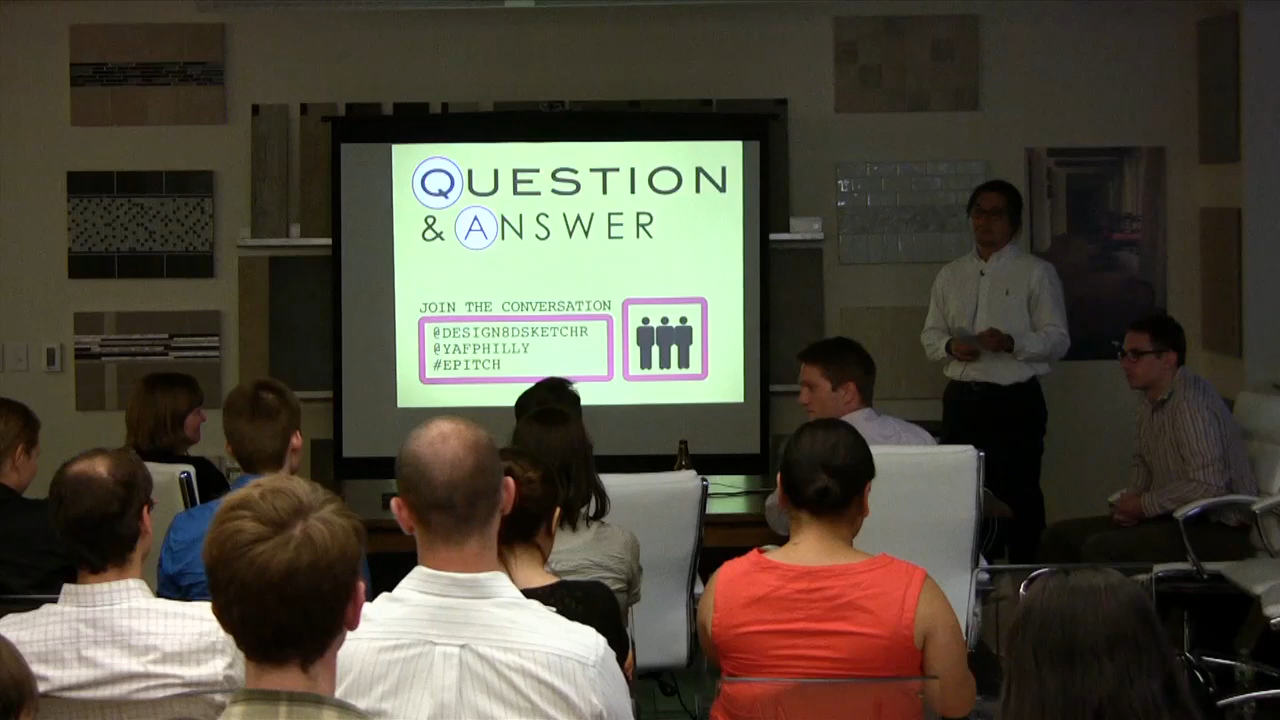 QUESTION
& ANSWER
JOIN THE CONVERSATION
@DESIGN8DSKETCHR
@YAFPHILLY
#EPITCH